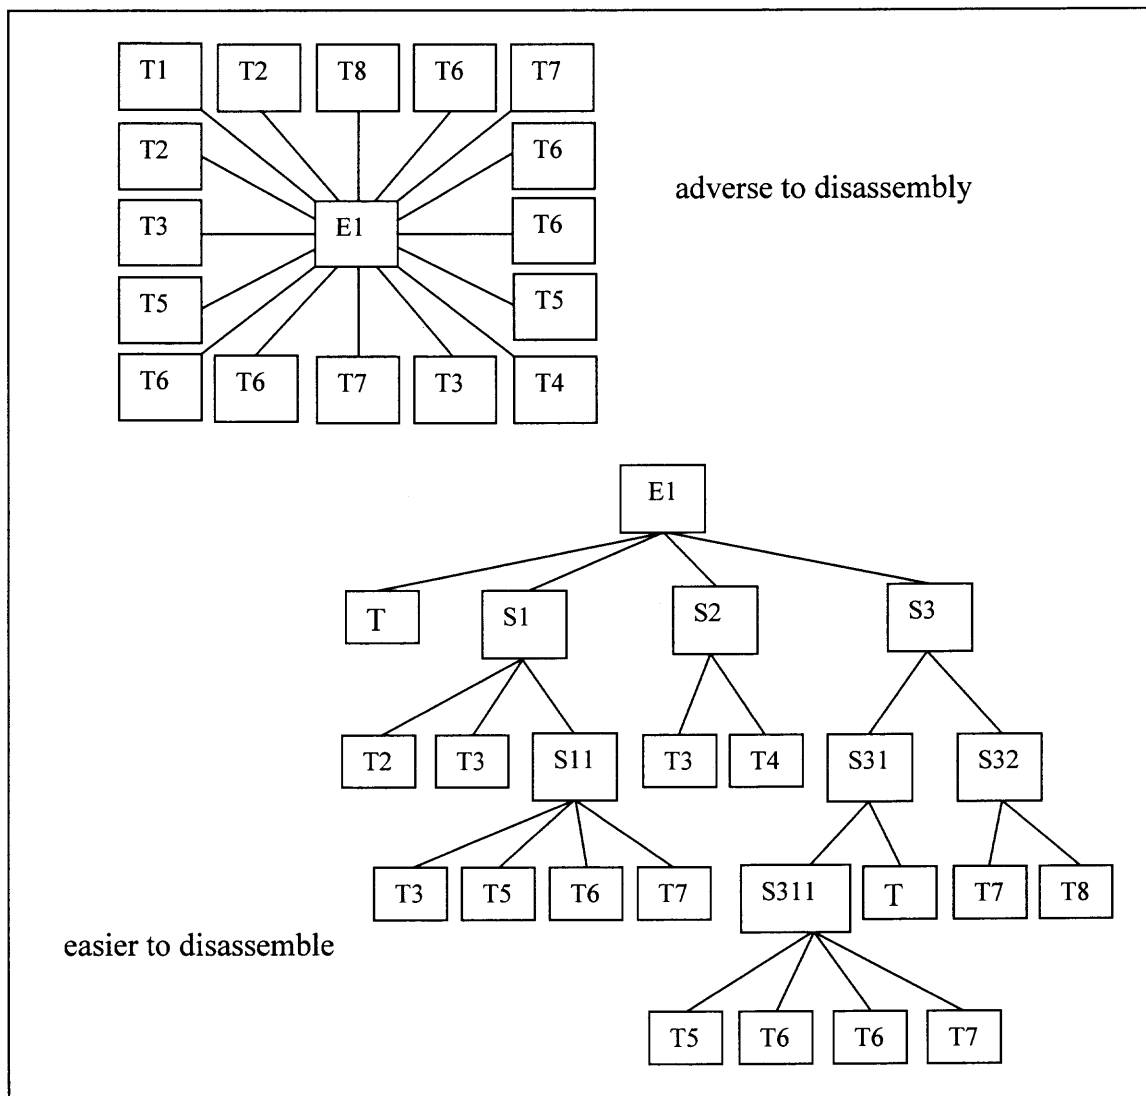 T1 T2 T8 T6 T7
T2 T6
adverse to disassembly
T3 E1 T6
T5 T5
T6 T6 T7 T3 T4
E1
T S1 S2 S3
T2 T3 S11 T3 T4 S31 S32
T3 T5 T6 T7 S311 T T7 T8
easier to disassemble
T5 T6 T6 T7